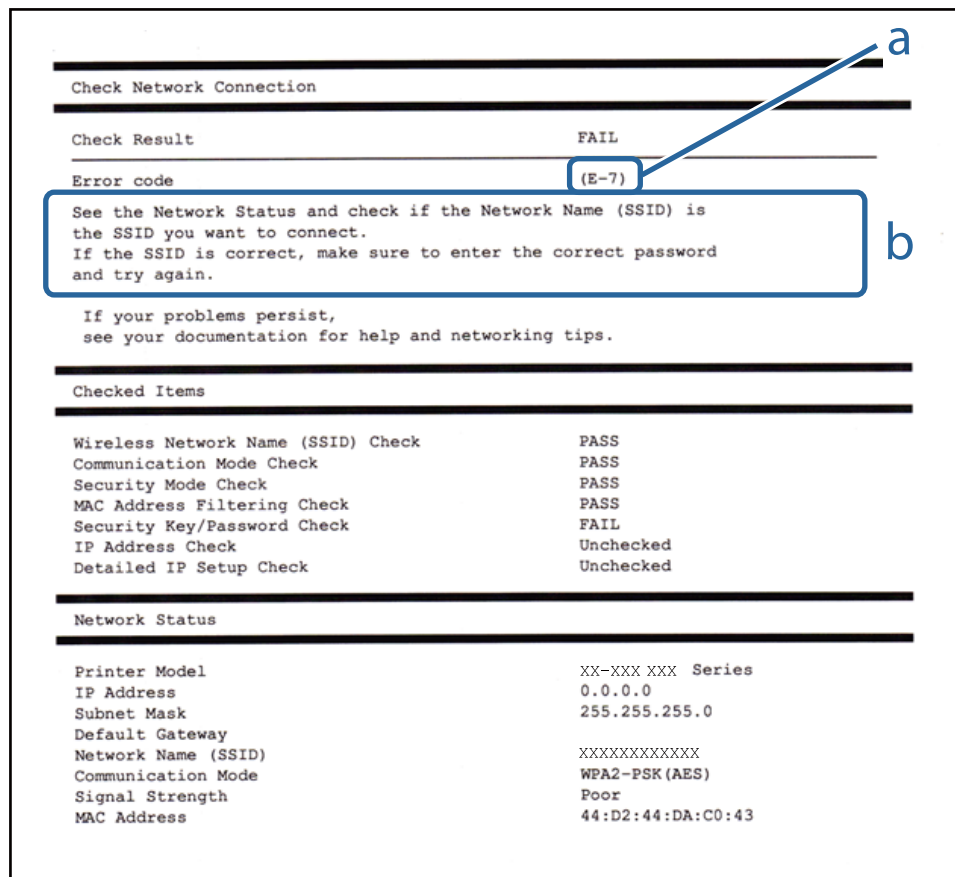 a
Check Network Connection
Check Result FAIL
Error code (E-7)
See the Network Status and check if the Network Name (SSID) is
the SSID you want to connect.
If the SSID is correct, make sure to enter the correct password
and try again.
b
If your problems persist,
see your documentation for help and networking tips.
Checked Items
Wireless Network Name (SSID) Check PASS
Communication Mode Check PASS
Security Mode Check PASS
MAC Address Filtering Check PASS
Security Key/Password Check FAIL
IP Address Check Unchecked
Detailed IP Setup Check Unchecked
Network Status
Printer Model XX-XXX XXX Series
IP Address 0.0.0.0
Subnet Mask 255.255.255.0
Default Gateway
Network Name (SSID) XXXXXXXXXXXX
Communication Mode WPA2-PSK(AES)
Signal Strength Poor
MAC Address 44:D2:44:DA:C0:43